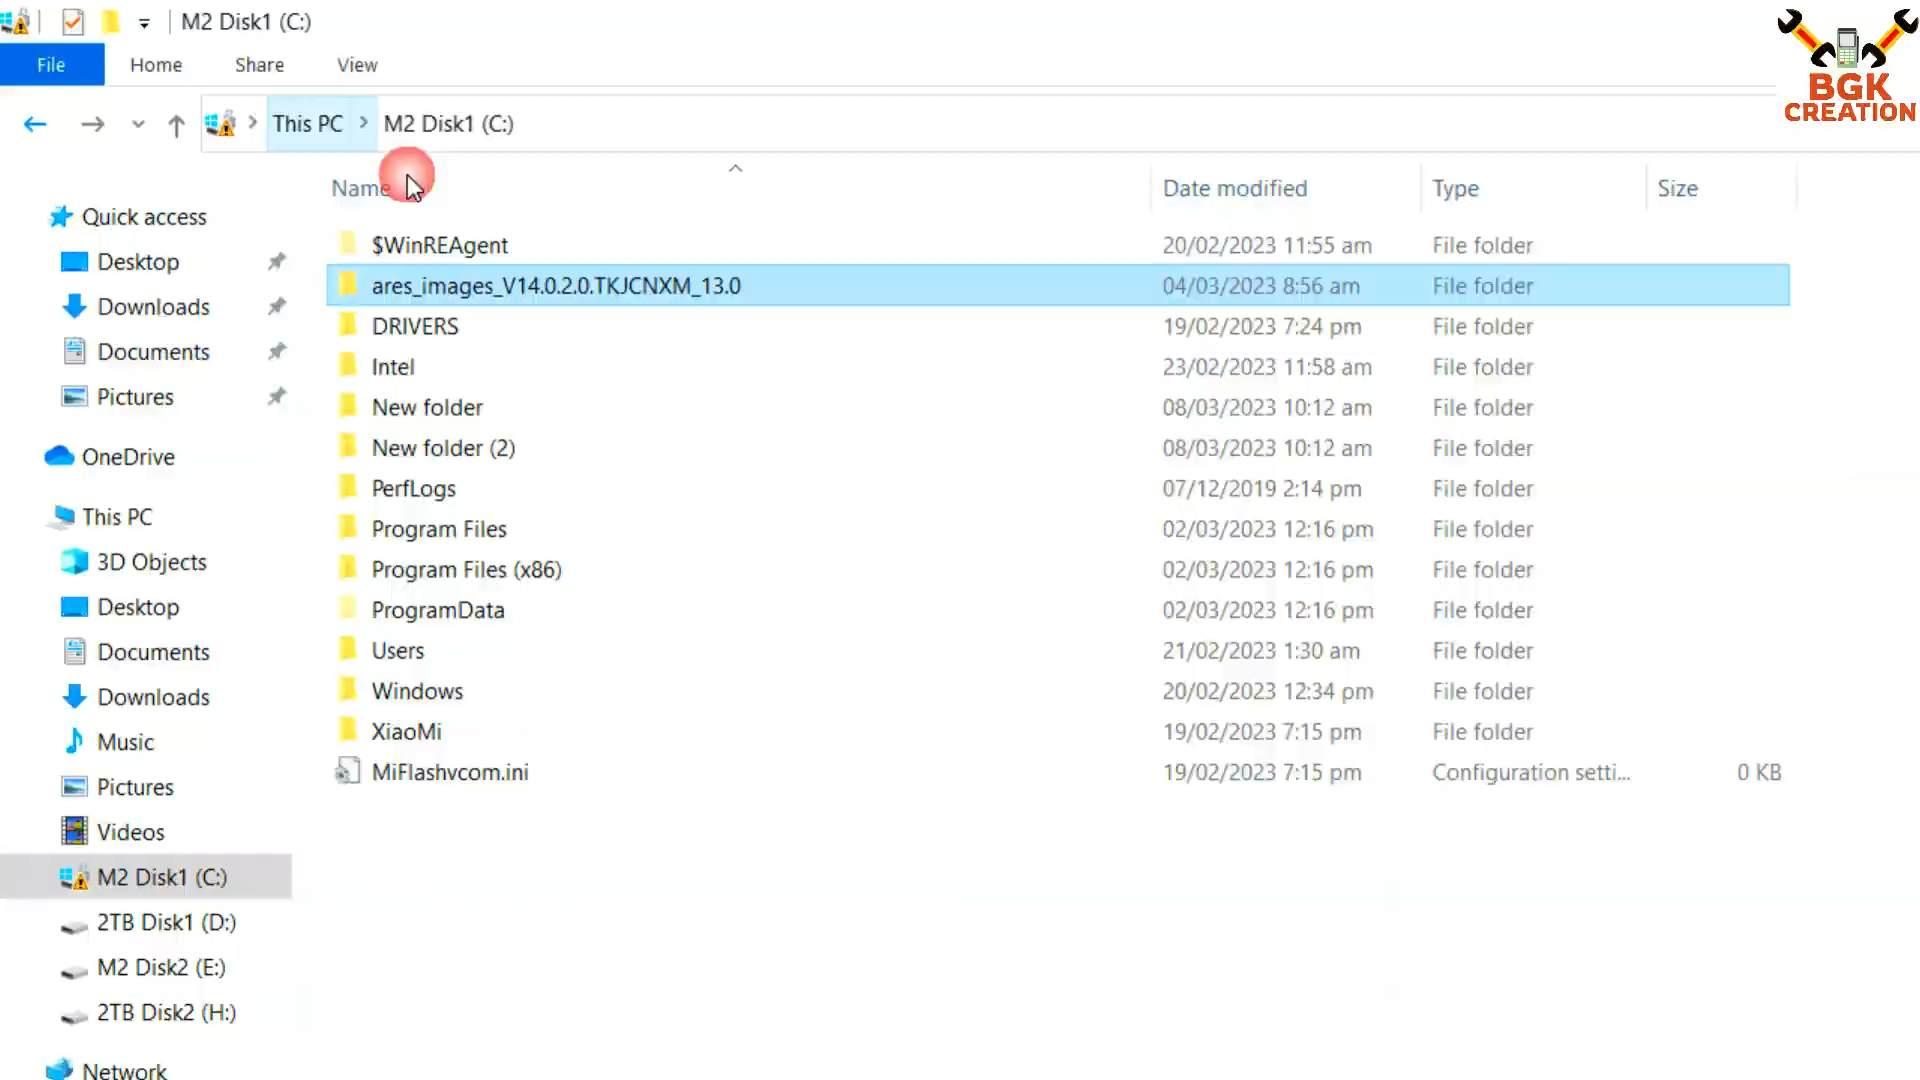 M2 Disk1 (C:)
File Home Share View
This PC M2 Disk1 (C:)
BGK
CREATION
Name Date modified Type Size
Quick access
Desktop
Downloads
Documents
Pictures
OneDrive
This PC
3D Objects
Desktop
Documents
Downloads
Music
Pictures
Videos
M2 Disk1 (C:)
2TB Disk1 (D:)
M2 Disk2 (E:)
2TB Disk2 (H:)
Network
$WinREAgent 20/02/2023 11:55 am File folder
ares_images_V14.0.2.0.TKJCNXM_13.0 04/03/2023 8:56 am File folder
DRIVERS 19/02/2023 7:24 pm File folder
Intel 23/02/2023 11:58 am File folder
New folder 08/03/2023 10:12 am File folder
New folder (2) 08/03/2023 10:12 am File folder
PerfLogs 07/12/2019 2:14 pm File folder
Program Files 02/03/2023 12:16 pm File folder
Program Files (x86) 02/03/2023 12:16 pm File folder
ProgramData 02/03/2023 12:16 pm File folder
Users 21/02/2023 1:30 am File folder
Windows 20/02/2023 12:34 pm File folder
XiaoMi 19/02/2023 7:15 pm File folder
MiFlashvcom.ini 19/02/2023 7:15 pm Configuration setti... 0 KB